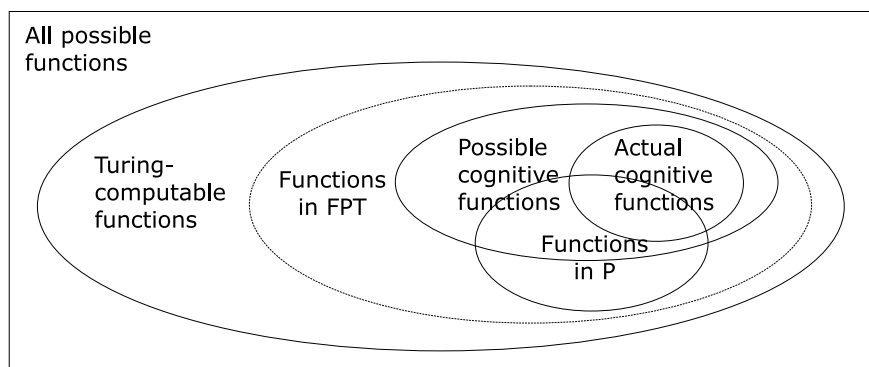 All possible
functions
Turing-
computable
functions
Functions
in FPT
Possible
cognitive
functions
Actual
cognitive
functions
Functions
in P